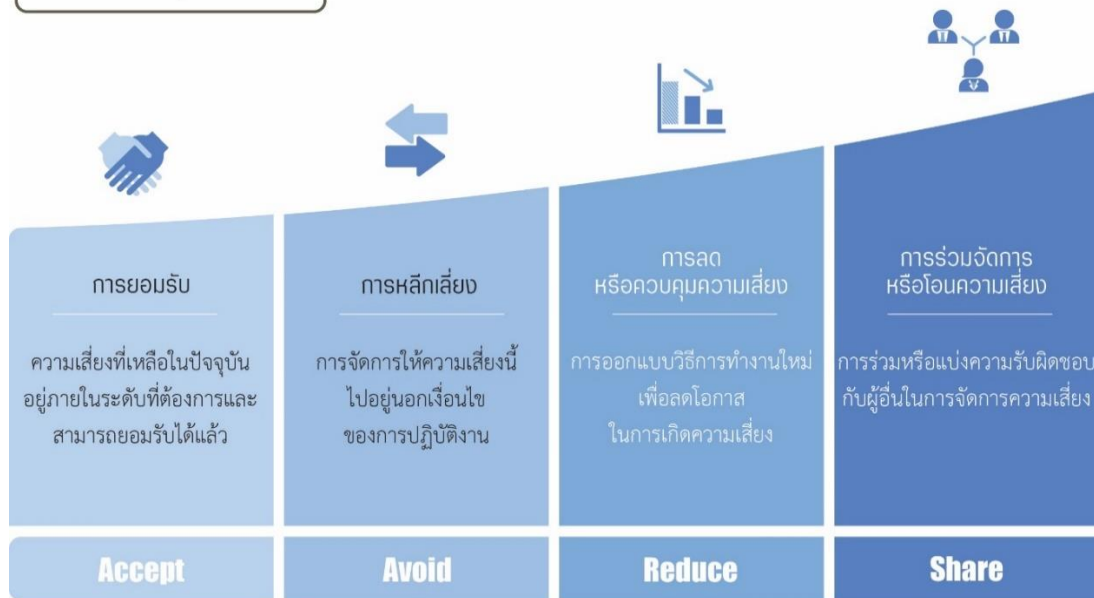 การยอมรับ
ความเสี่ยงที่เหลือในปัจจุบัน
อยู่ภายในระดับที่ต้องการและ
สามารถยอมรับได้แล้ว
Accept
การหลีกเลี่ยง
การจัดการให้ความเสี่ยงนี้
ไปอยู่นอกเงื่อนไข
ของการปฏิบัติงาน
Avoid
การลด
หรือควบคุมความเสี่ยง
การออกแบบวิธีการทำงานใหม่
เพื่อลดโอกาส
ในการเกิดความเสี่ยง
Reduce
การร่วมจัดการ
หรือโอนความเสี่ยง
การร่วมหรือแบ่งความรับผิดชอบ
กับผู้อื่นในการจัดการความเสี่ยง
Share